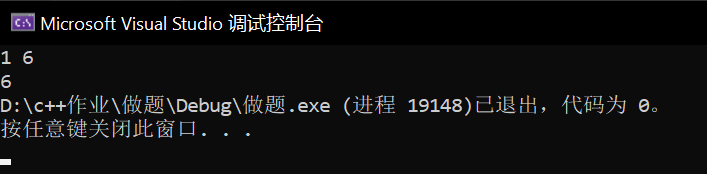 C:\ Microsoft Visual Studio 调试控制台
1 6
6
D:\c++作业\做题\Debug\做题.exe (进程 19148)已退出，代码为 0。
按任意键关闭此窗口. . .